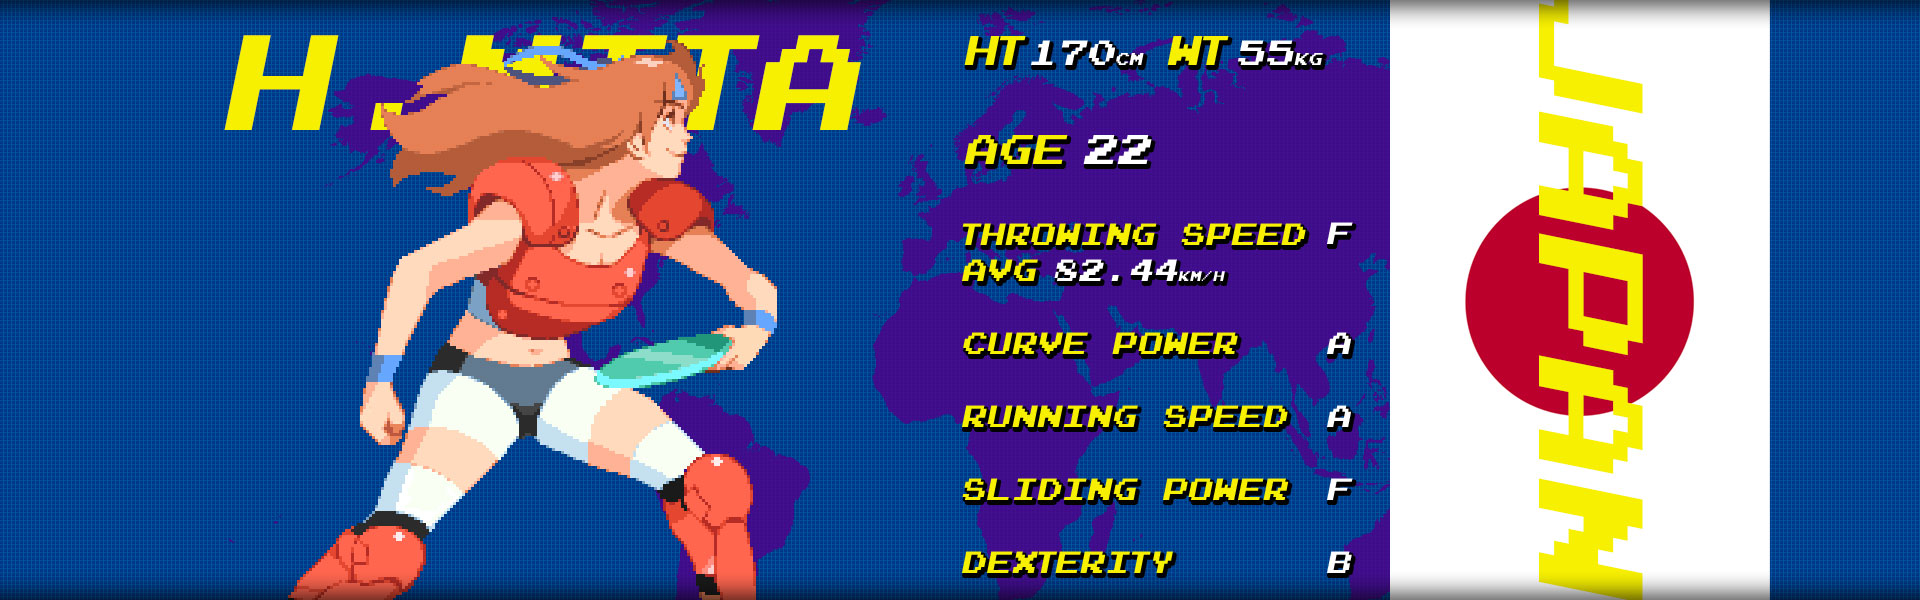 H.MITA
HT 170CM WT 55KG
AGE 22
THROWING SPEED F
AVG 82.44KM/H
CURVE POWER A
RUNNING SPEED A
SLIDING POWER F
DEXTERITY B
JAPAN